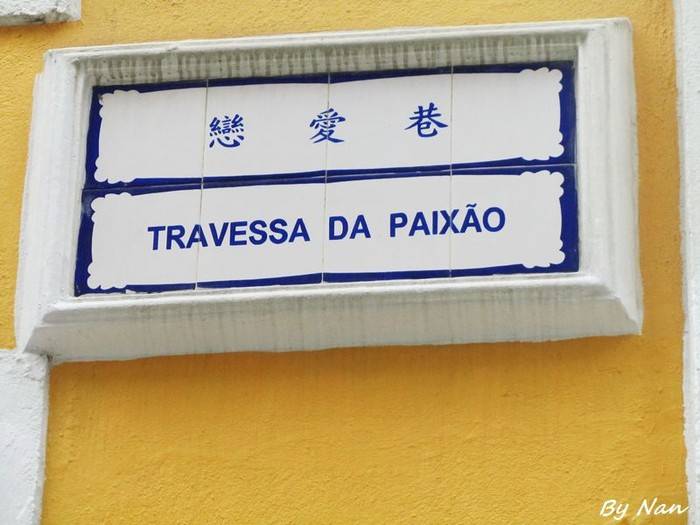 戀愛巷
TRAVESSA DA PAIXÃO
By Nan